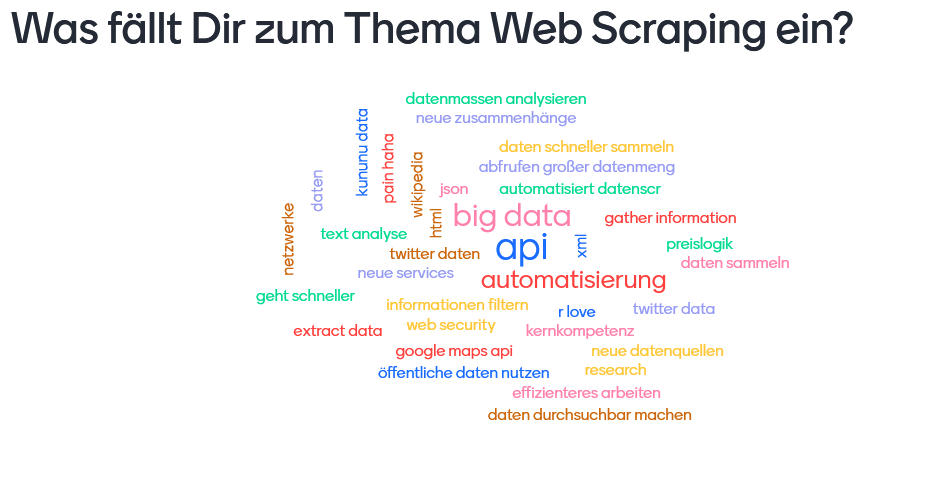 Was fällt Dir zum Thema Web Scraping ein?
datenmassen analysieren
neue zusammenhänge
kununu data
pain haha
daten schneller sammeln
wikipedia
abfrufen großer datenmeng
daten
json
automatisiert datenscr
netzwerke
html
big data
gather information
text analyse
api
xml
preislogik
twitter daten
daten sammeln
neue services
automatisierung
geht schneller
informationen filtern
r love
twitter data
extract data
web security
kernkompetenz
google maps api
neue datenquellen
öffentliche daten nutzen
research
effizienteres arbeiten
daten durchsuchbar machen